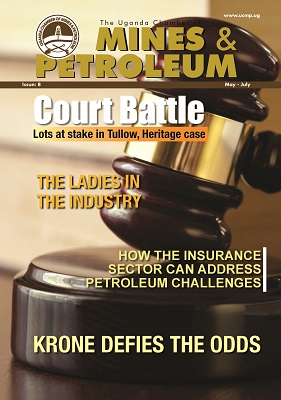 The Uganda Chamber of
www.ucmp.ug
MINES &
PETROLEUM
Issue: 8
May - July
Court Battle
Lots at stake in Tullow, Heritage case
THE LADIES IN
THE INDUSTRY
HOW THE INSURANCE
SECTOR CAN ADDRESS
PETROLEUM CHALLENGES
KRONE DEFIES THE ODDS